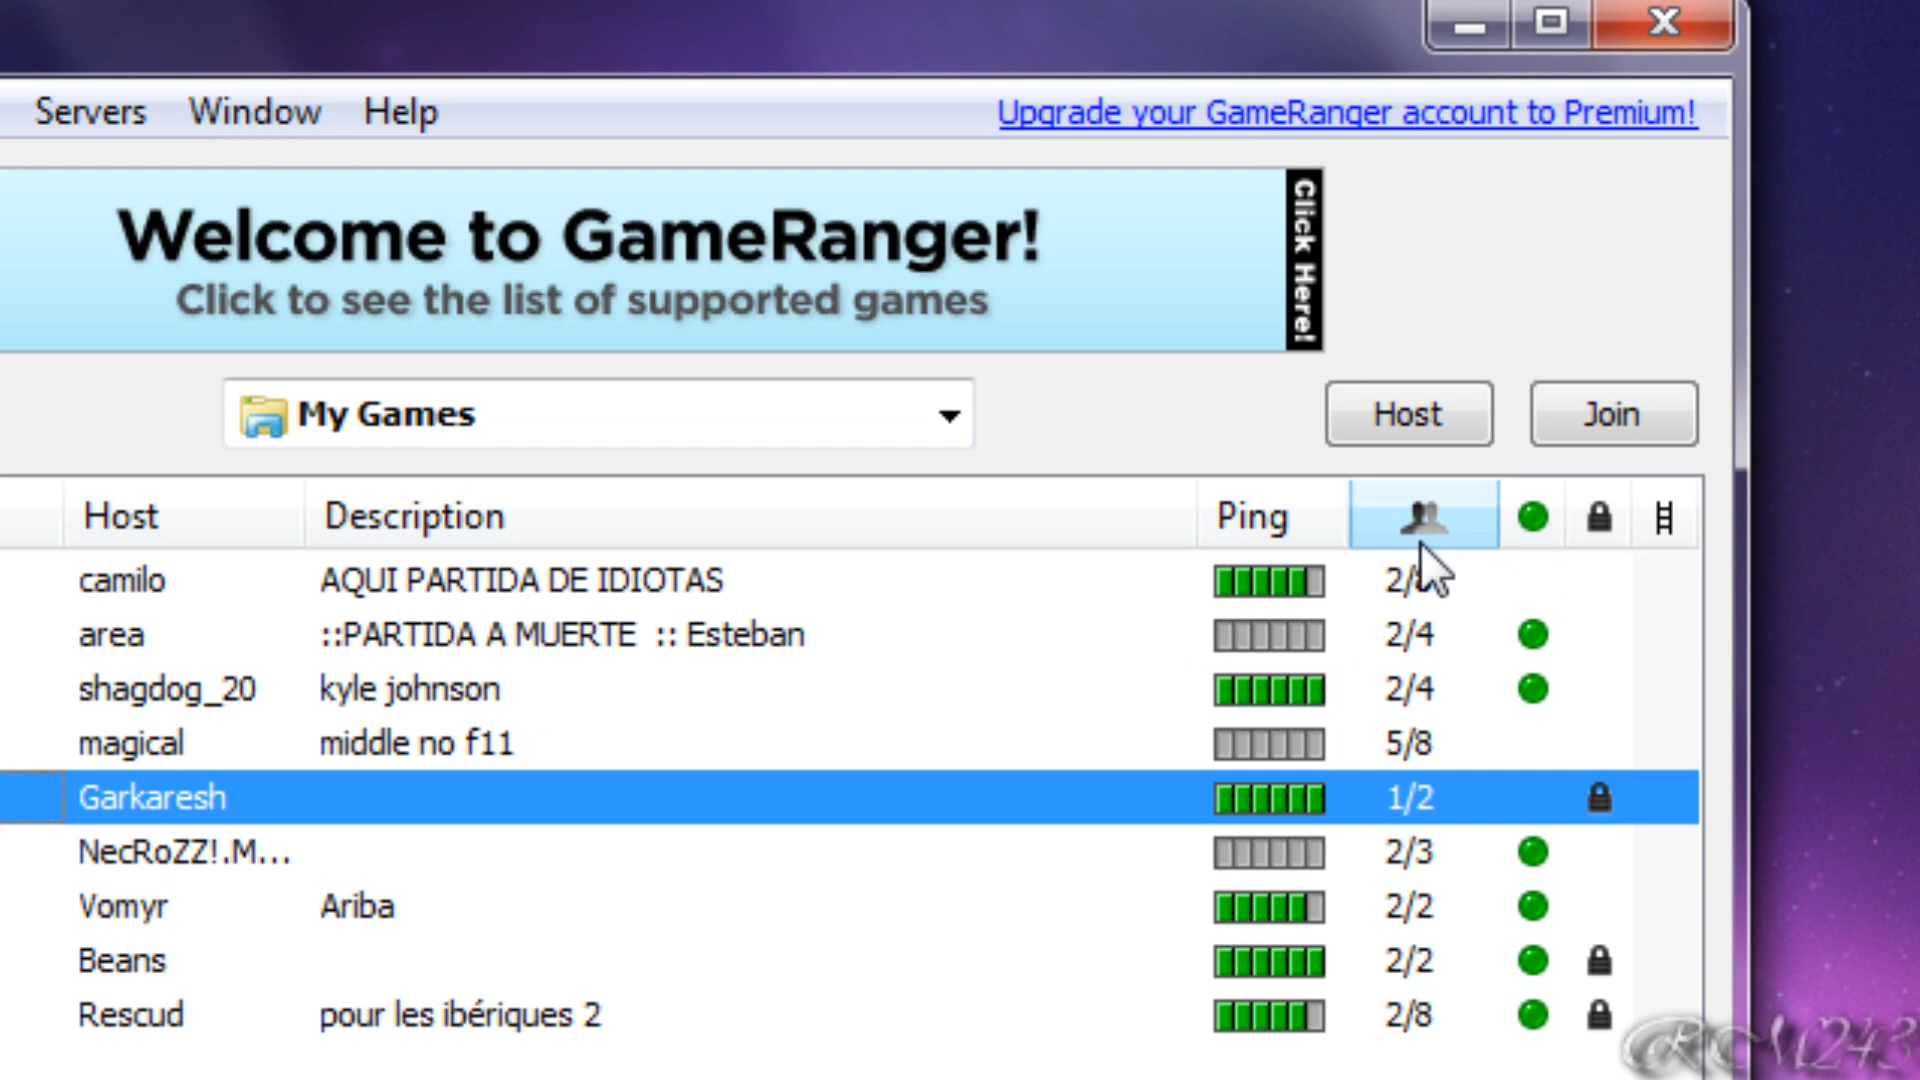 Servers Window Help Upgrade your GameRanger account to Premium!
Welcome to GameRanger!
Click to see the list of supported games
Click Here!
My Games Host Join
Host Description Ping
camilo AQUI PARTIDA DE IDIOTAS
area ::PARTIDA A MUERTE :: Esteban 2/4
shagdog_20 kyle johnson 2/4
magical middle no f11 5/8
Garkaresh 1/2
NecRoZZ!.M... 2/3
Vomyr Ariba 2/2
Beans 2/2
Rescud pour les ibériques 2 2/8